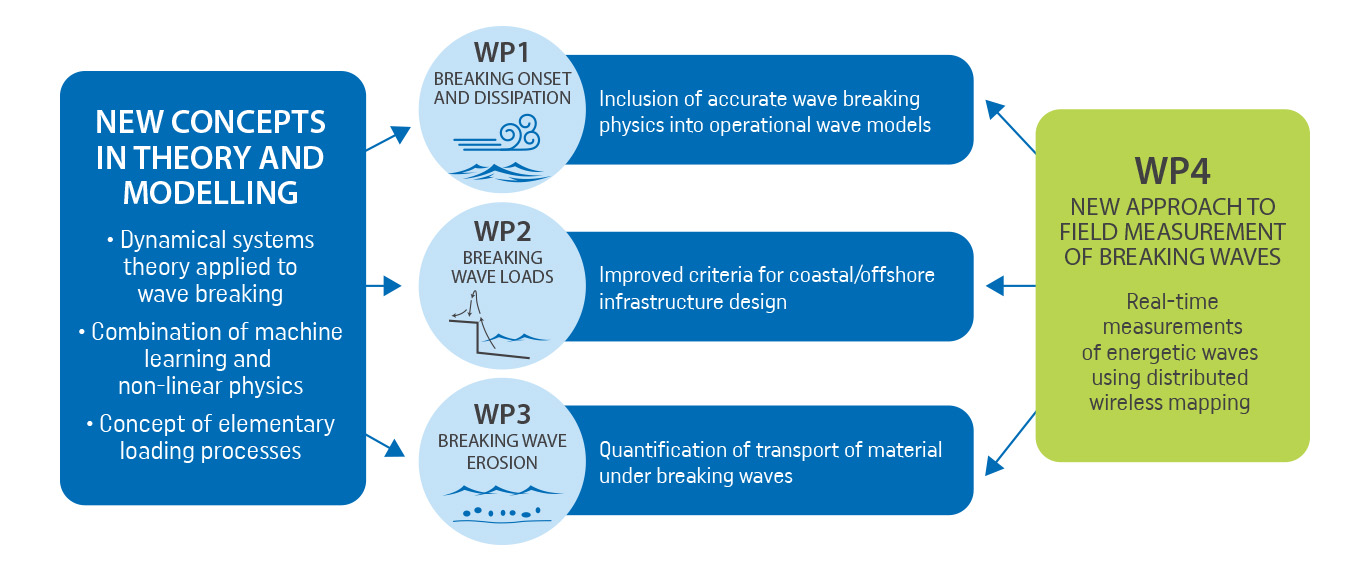 NEW CONCEPTS
IN THEORY AND
MODELLING
• Dynamical systems
theory applied to
wave breaking
• Combination of machine
learning and
non-linear physics
• Concept of elementary
loading processes
WP1
BREAKING ONSET
AND DISSIPATION
Inclusion of accurate wave breaking
physics into operational wave models
WP2
BREAKING
WAVE LOADS
Improved criteria for coastal/offshore
infrastructure design
WP3
BREAKING WAVE
EROSION
Quantification of transport of material
under breaking waves
WP4
NEW APPROACH TO
FIELD MEASUREMENT
OF BREAKING WAVES
Real-time
measurements
of energetic waves
using distributed
wireless mapping